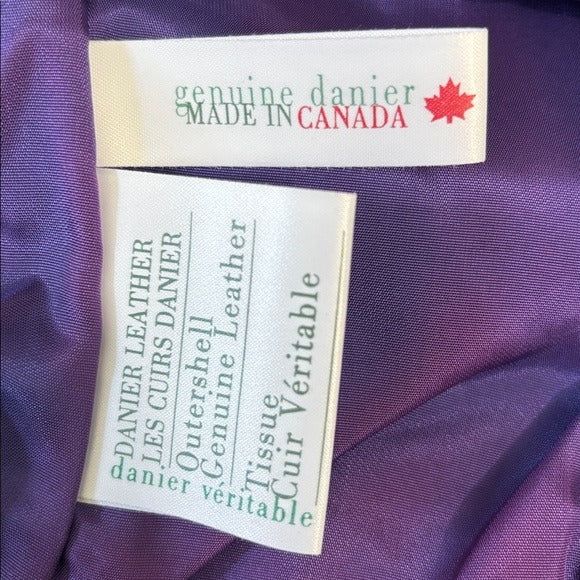 genuine danier
MADE IN CANADA
DANIER LEATHER
LES CUIRS DANIER
Outershell
Genuine Leather
Tissue
Cuir Véritable
danier véritable